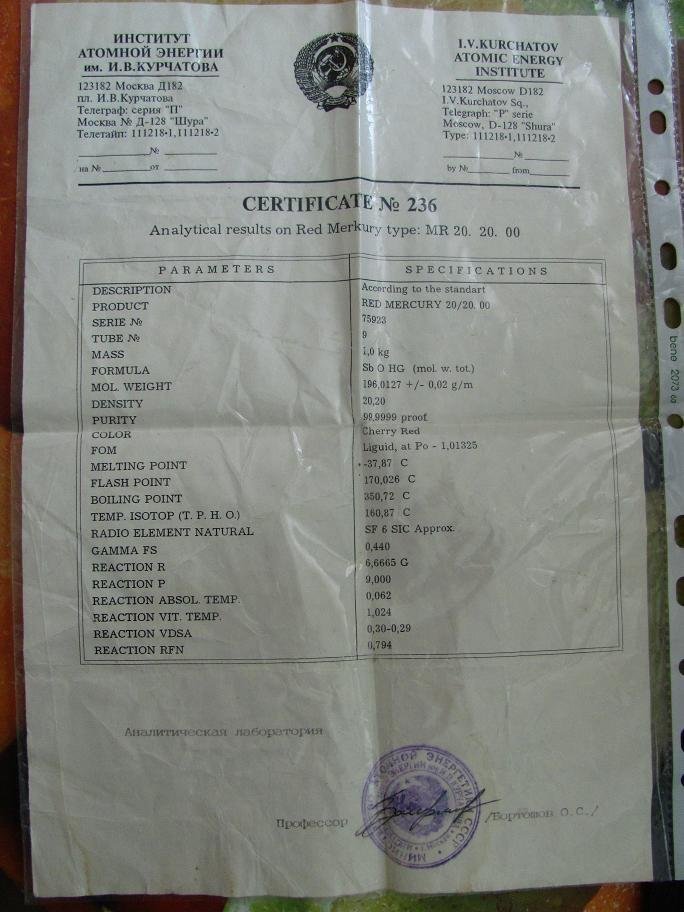 ИНСТИТУТ
АТОМНОЙ ЭНЕРГИИ
им. И.В.КУРЧАТОВА
123182 Москва Д182
пл. И.В.Курчатова
Телеграф: серия "П"
Москва № Д-128 "Шура"
Телетайп: 111218•1,111218•2
№
на № от
I.V.KURCHATOV
ATOMIC ENERGY
INSTITUTE
123182 Moscow D182
I.V.Kurchatov Sq.,
Telegraph: "P" serie
Moscow, D-128 "Shura"
Type: 111218•1,111218•2
№
by № from
CERTIFICATE № 236
Analytical results on Red Merkury type: MR 20. 20. 00
PARAMETERS SPECIFICATIONS
DESCRIPTION According to the standart
PRODUCT RED MERCURY 20/20. 00
SERIE № 75923
TUBE № 9
MASS 1,0 kg
FORMULA Sb O HG (mol. w. tot.)
MOL. WEIGHT 196,0127 +/- 0,02 g/m
DENSITY 20,20
PURITY 99,9999 proof
COLOR Cherry Red
FOM Liguid, at Po - 1,01325
MELTING POINT -37,87 C
FLASH POINT 170,026 C
BOILING POINT 350,72 C
TEMP. ISOTOP (T. P. H. O.) 160,87 C
RADIO ELEMENT NATURAL SF 6 SIC Approx.
GAMMA FS 0,440
REACTION R 6,6665 G
REACTION P 9,000
REACTION ABSOL. TEMP. 0,062
REACTION VIT. TEMP. 1,024
REACTION VDSA 0,30-0,29
REACTION RFN 0,794
Аналитическая лаборатория
Профессор /Бортошов О.С./
АТОМНОЙ ЭНЕРГЕТИ СССР
bene 2073